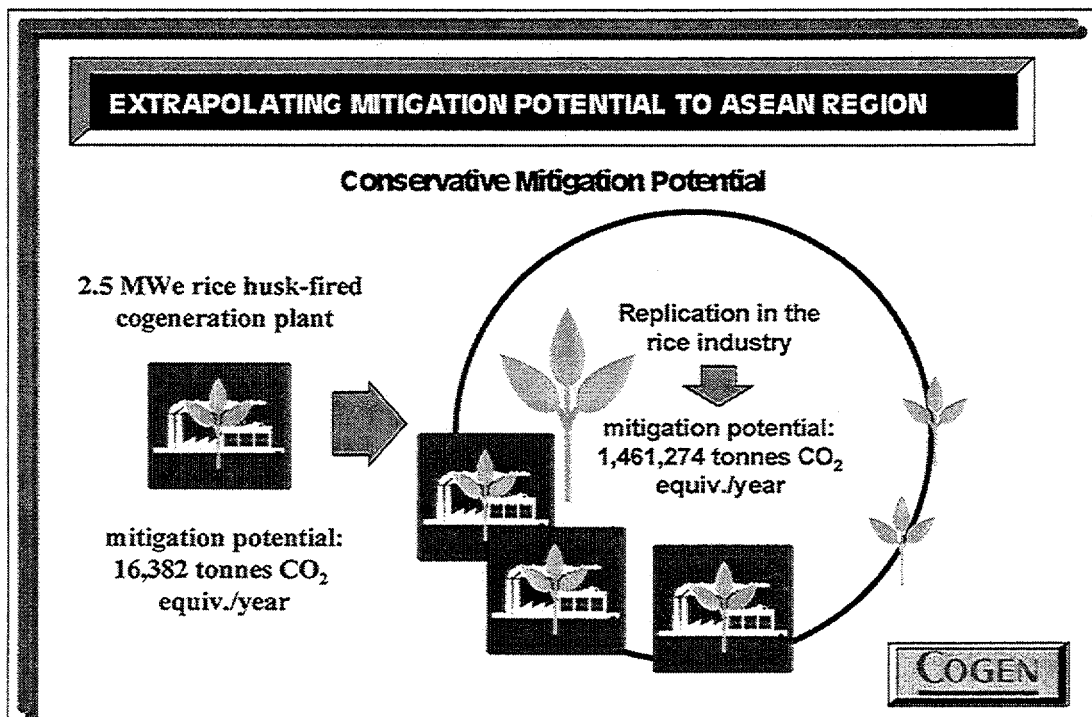 EXTRAPOLATING MITIGATION POTENTIAL TO ASEAN REGION
Conservative Mitigation Potential
2.5 MWe rice husk-fired
cogeneration plant
mitigation potential:
16,382 tonnes CO₂
equiv./year
Replication in the
rice industry
mitigation potential:
1,461,274 tonnes CO₂
equiv./year
COGEN